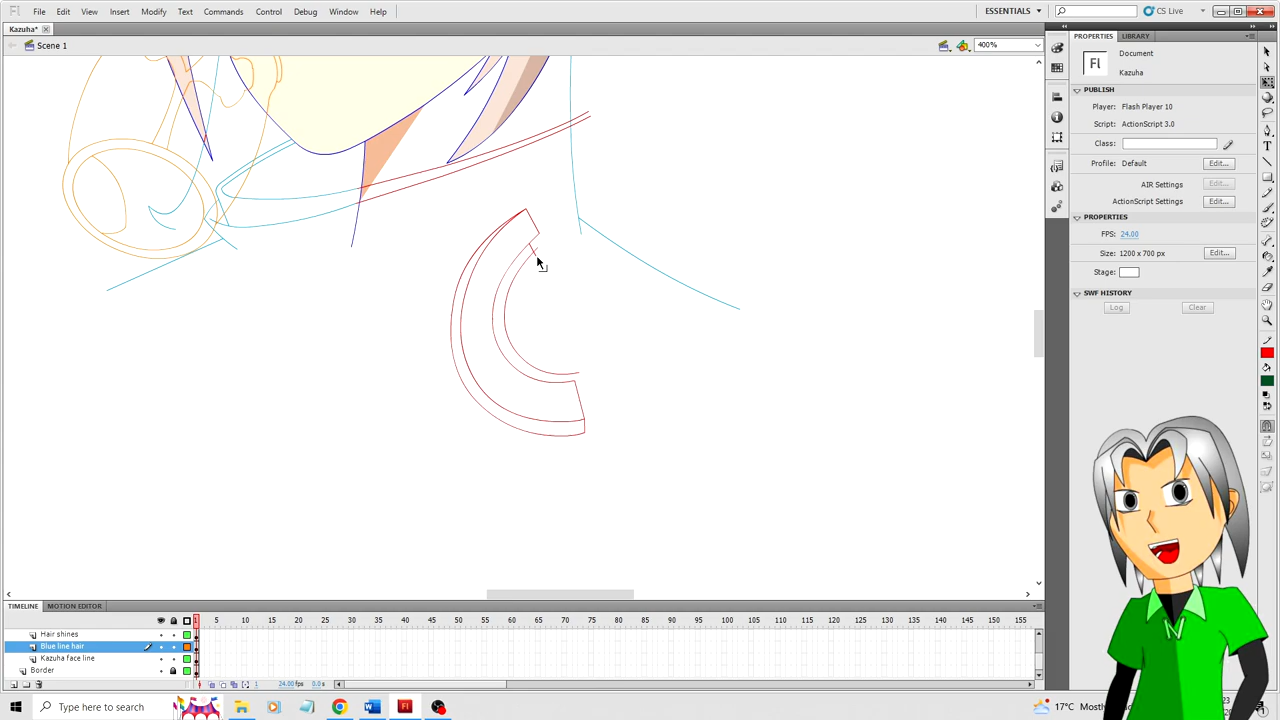 Fl File Edit View Insert Modify Text Commands Control Debug Window Help ESSENTIALS CS Live
Kazuha*
Scene 1 400%
PROPERTIES LIBRARY
Fl Document
Kazuha
PUBLISH
Player: Flash Player 10
Script: ActionScript 3.0
Class:
Profile: Default Edit...
AIR Settings Edit...
ActionScript Settings Edit...
PROPERTIES
FPS: 24.00
Size: 1200 x 700 px Edit...
Stage:
SWF HISTORY
Log Clear
TIMELINE MOTION EDITOR
5 10 15 20 25 30 35 40 45 50 55 60 65 70 75 80 85 90 95 100 105 110 115 120 125 130 135 140 145 150 155
Hair shines
Blue line hair
Kazuha face line
Border
1 24.00 fps 0.0s
Type here to search
17°C